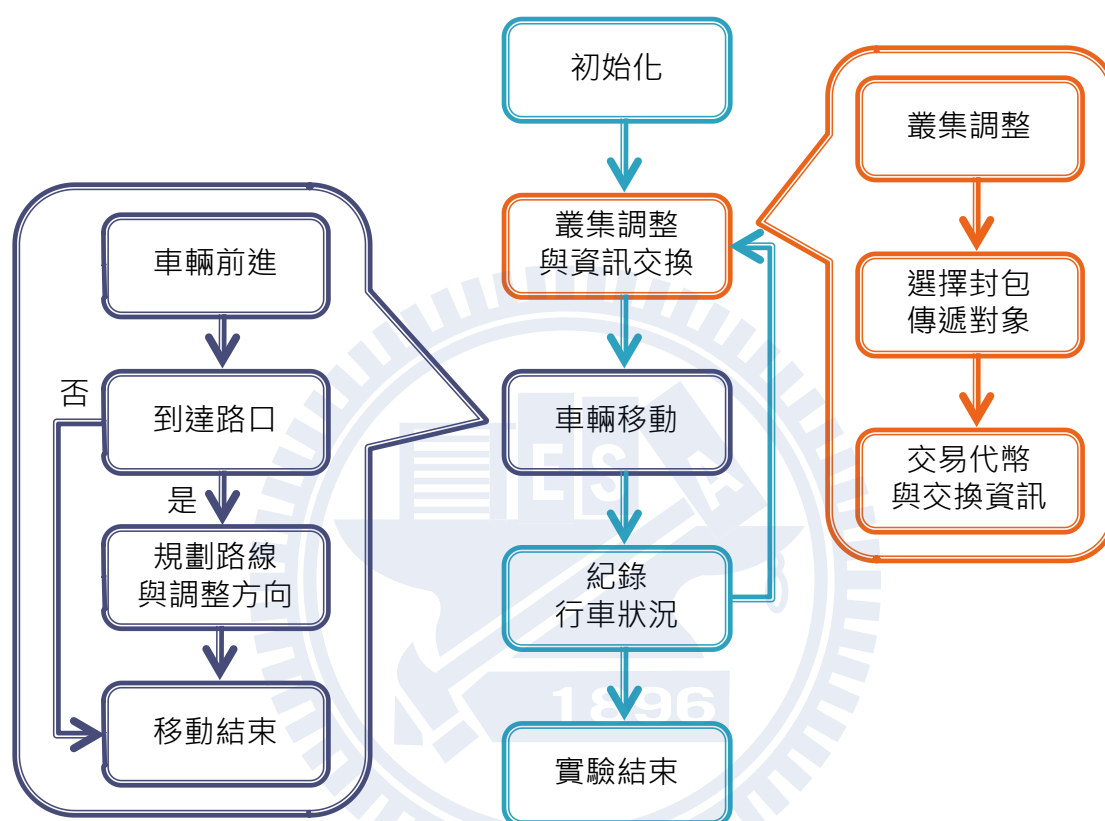 初始化
叢集調整
與資訊交換
車輛移動
紀錄
行車狀況
實驗結束
車輛前進
到達路口
否
是
規劃路線
與調整方向
移動結束
叢集調整
選擇封包
傳遞對象
交易代幣
與交換資訊
ES A
1896